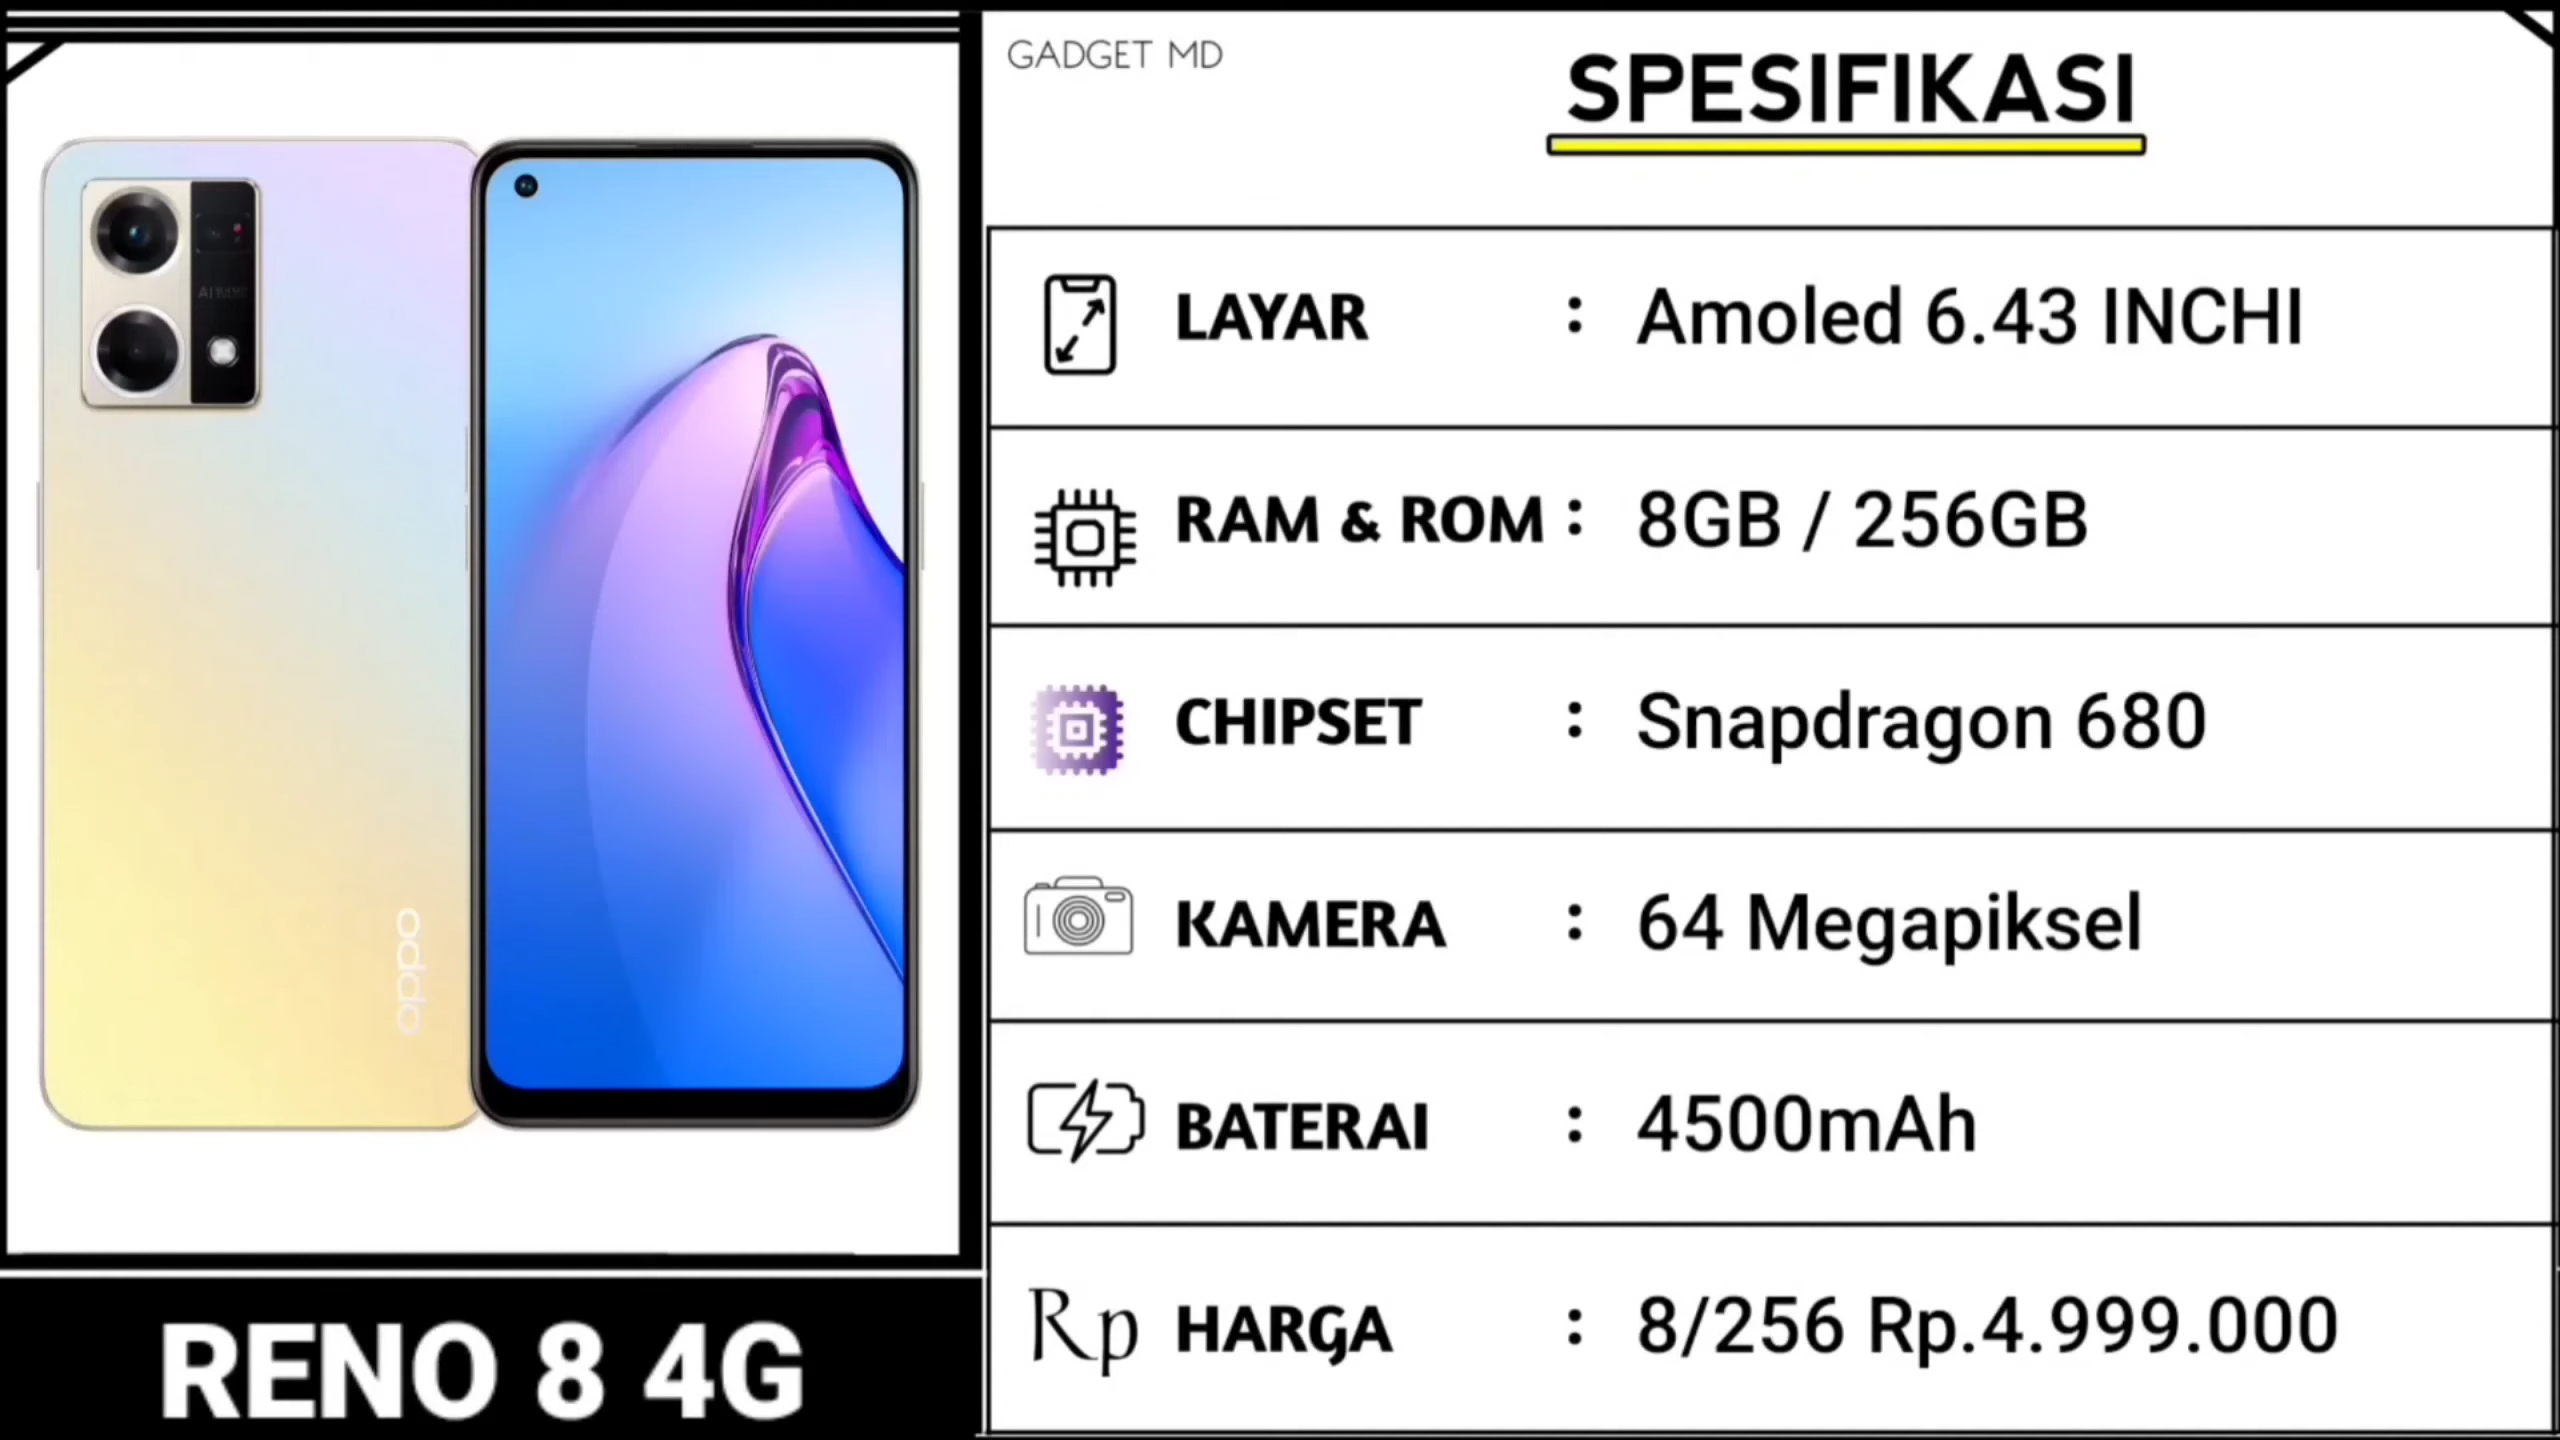 oppo
RENO 8 4G
GADGET MD
SPESIFIKASI
LAYAR : Amoled 6.43 INCHI
RAM & ROM : 8GB / 256GB
CHIPSET : Snapdragon 680
KAMERA : 64 Megapiksel
BATERAI : 4500mAh
Rp HARGA : 8/256 Rp.4.999.000